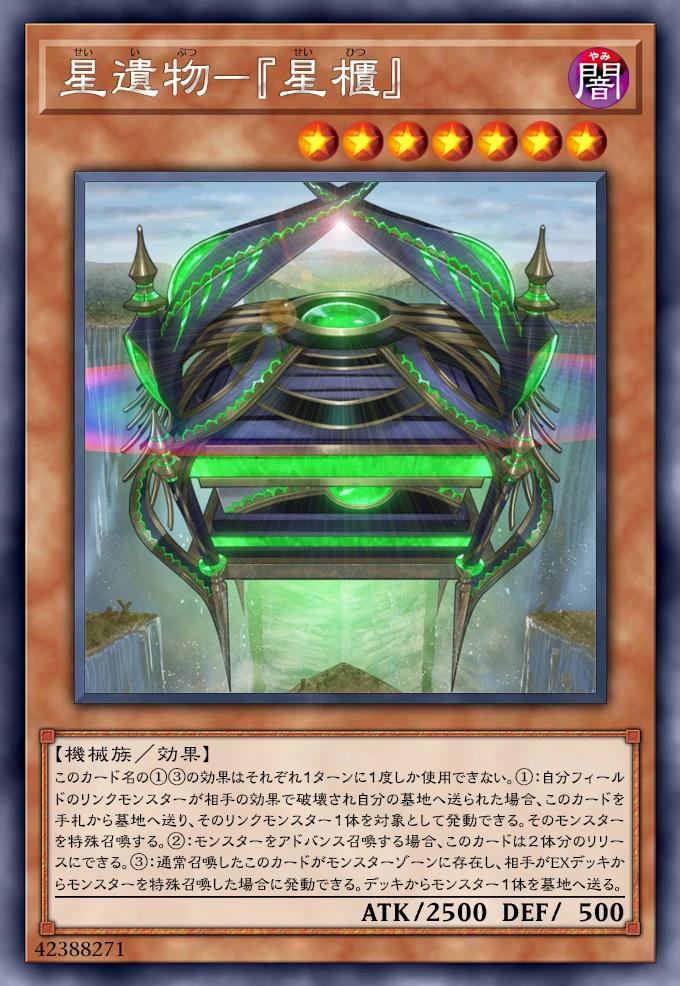 せいいぶつ せいひつ
星遺物－『星櫃』
やみ
闇
【機械族／効果】
このカード名の①③の効果はそれぞれ1ターンに1度しか使用できない。①：自分フィール
ドのリンクモンスターが相手の効果で破壊され自分の墓地へ送られた場合、このカードを
手札から墓地へ送り、そのリンクモンスター1体を対象として発動できる。そのモンスター
を特殊召喚する。②：モンスターをアドバンス召喚する場合、このカードは２体分のリリー
スにできる。③：通常召喚したこのカードがモンスターゾーンに存在し、相手がEXデッキか
らモンスターを特殊召喚した場合に発動できる。デッキからモンスター1体を墓地へ送る。
ATK/2500 DEF/ 500
42388271